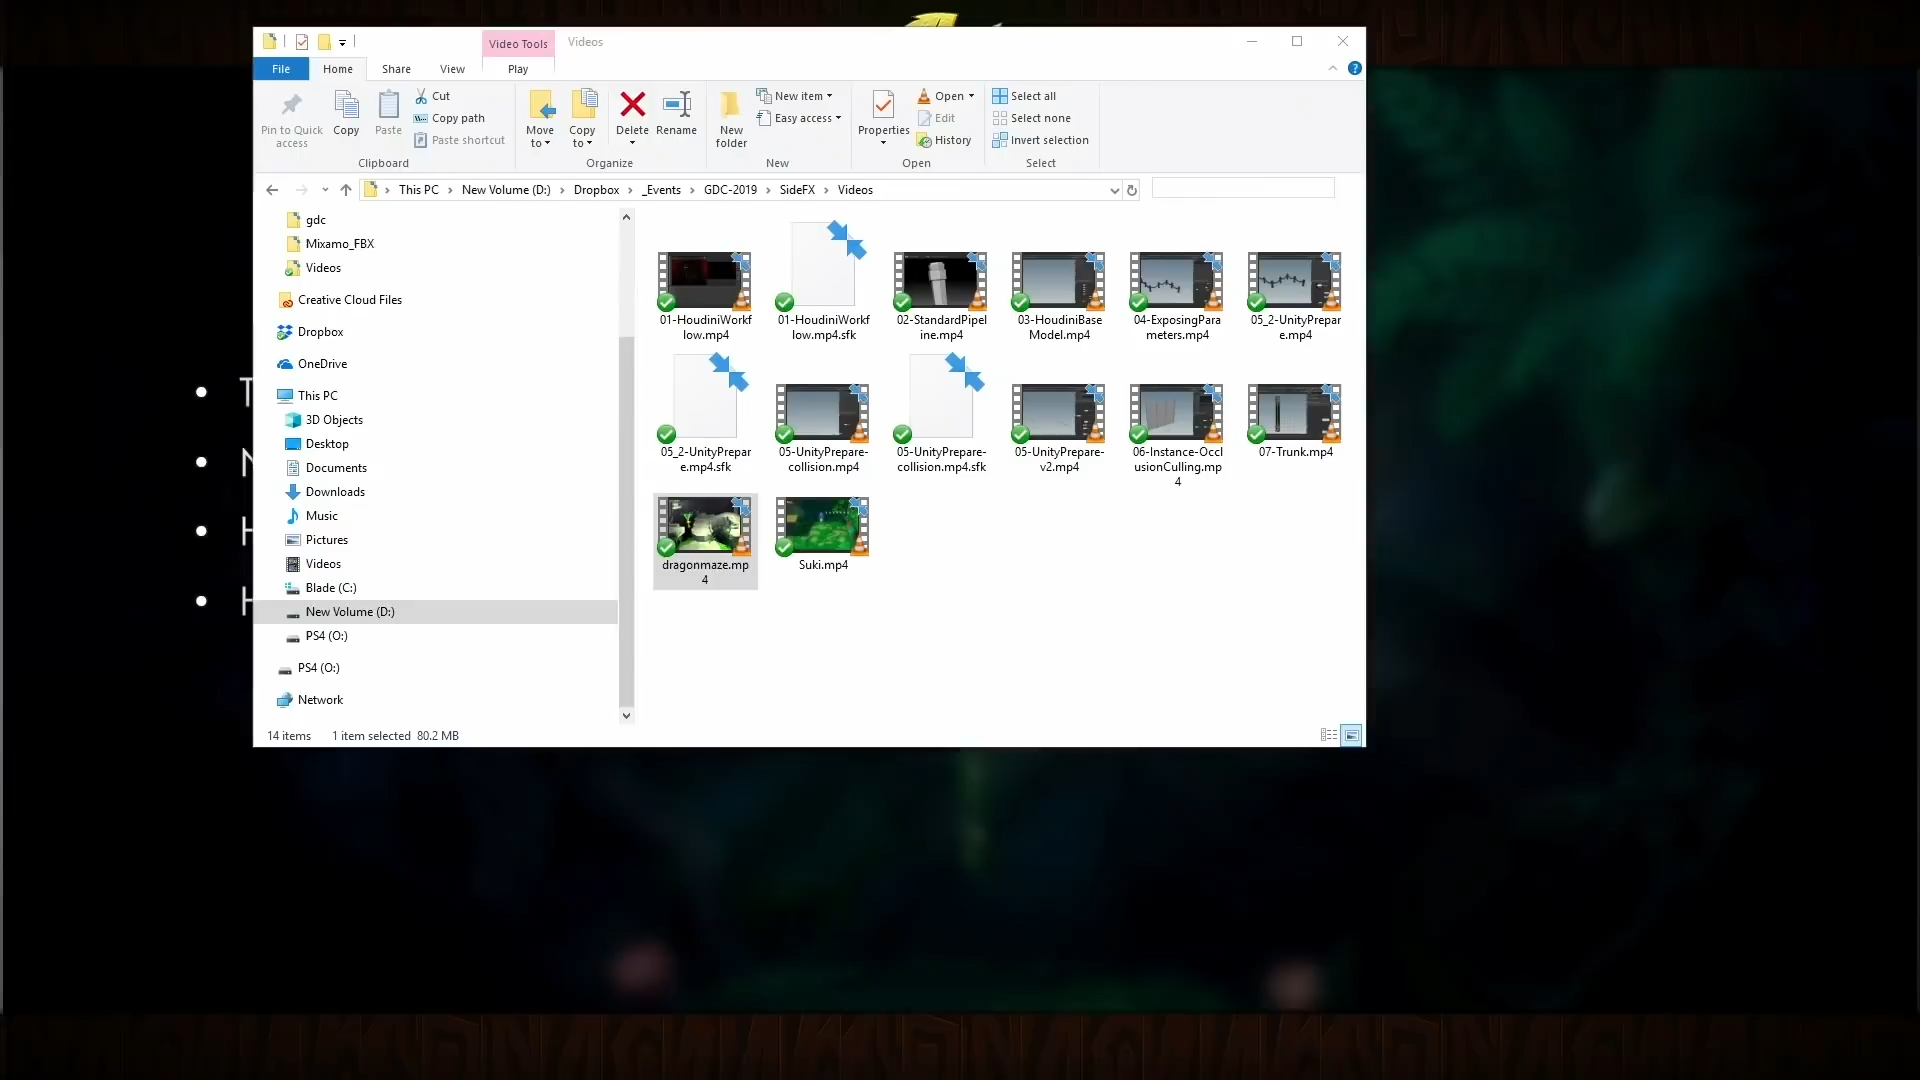 Video Tools
Videos
File
Home
Share
View
Play
Pin to Quick
access
Copy
Paste
Cut
Copy path
Paste shortcut
Clipboard
Move
to
Copy
to
Delete
Rename
Organize
New
folder
New item
Easy access
New
Properties
Open
Edit
History
Open
Select all
Select none
Invert selection
Select
This PC > New Volume (D:) > Dropbox > _Events > GDC-2019 > SideFX > Videos
gdc
Mixamo_FBX
Videos
Creative Cloud Files
Dropbox
OneDrive
This PC
3D Objects
Desktop
Documents
Downloads
Music
Pictures
Videos
Blade (C:)
New Volume (D:)
PS4 (O:)
PS4 (O:)
Network
01-HoudiniWorkf
low.mp4
01-HoudiniWorkf
low.mp4.sfk
02-StandardPipel
ine.mp4
03-HoudiniBase
Model.mp4
04-ExposingPara
meters.mp4
05_2-UnityPrepar
e.mp4
05_2-UnityPrepar
e.mp4.sfk
05-UnityPrepare-
collision.mp4
05-UnityPrepare-
collision.mp4.sfk
05-UnityPrepare-
v2.mp4
06-Instance-Occl
usionCulling.mp
4
07-Trunk.mp4
dragonmaze.mp
4
Suki.mp4
14 items
1 item selected 80.2 MB